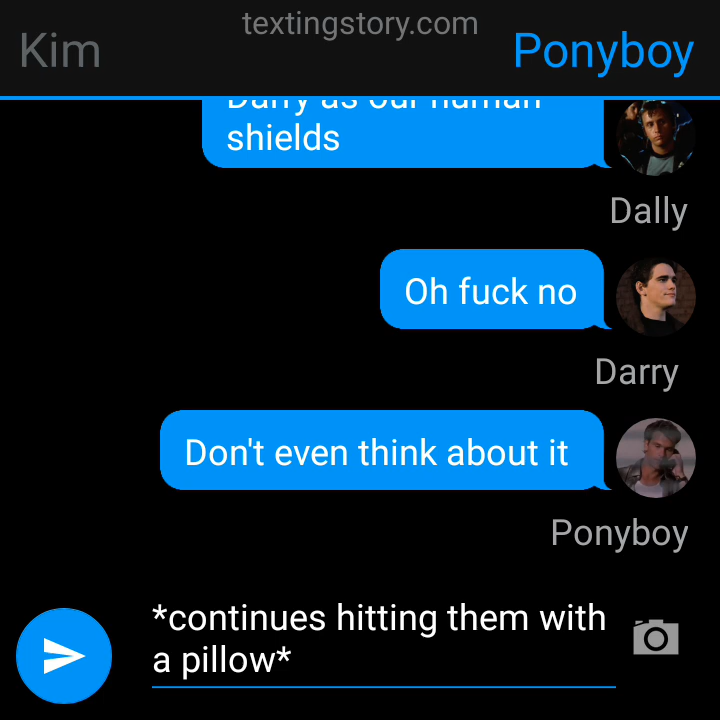 textingstory.com
Kim
Ponyboy
Darry as our human
shields
Dally
Oh fuck no
Darry
Don't even think about it
Ponyboy
*continues hitting them with
a pillow*